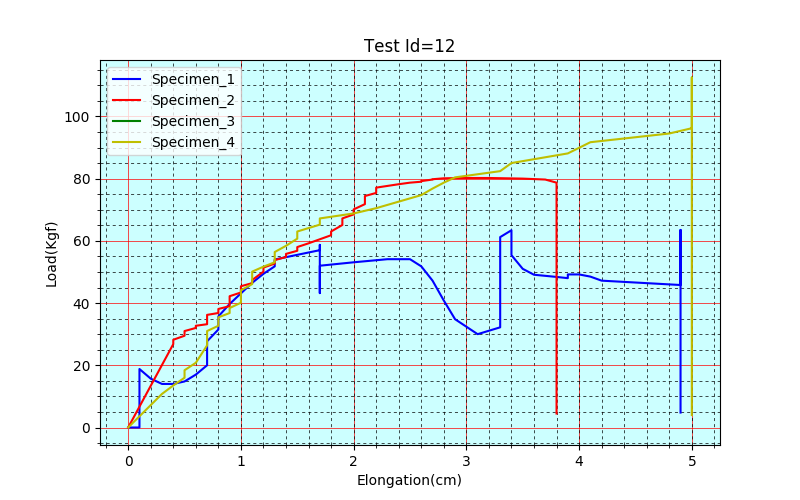 Test Id=12
Specimen_1
Specimen_2
Specimen_3
Specimen_4
100
80
60
40
20
0
Load(Kgf)
0 1 2 3 4 5
Elongation(cm)